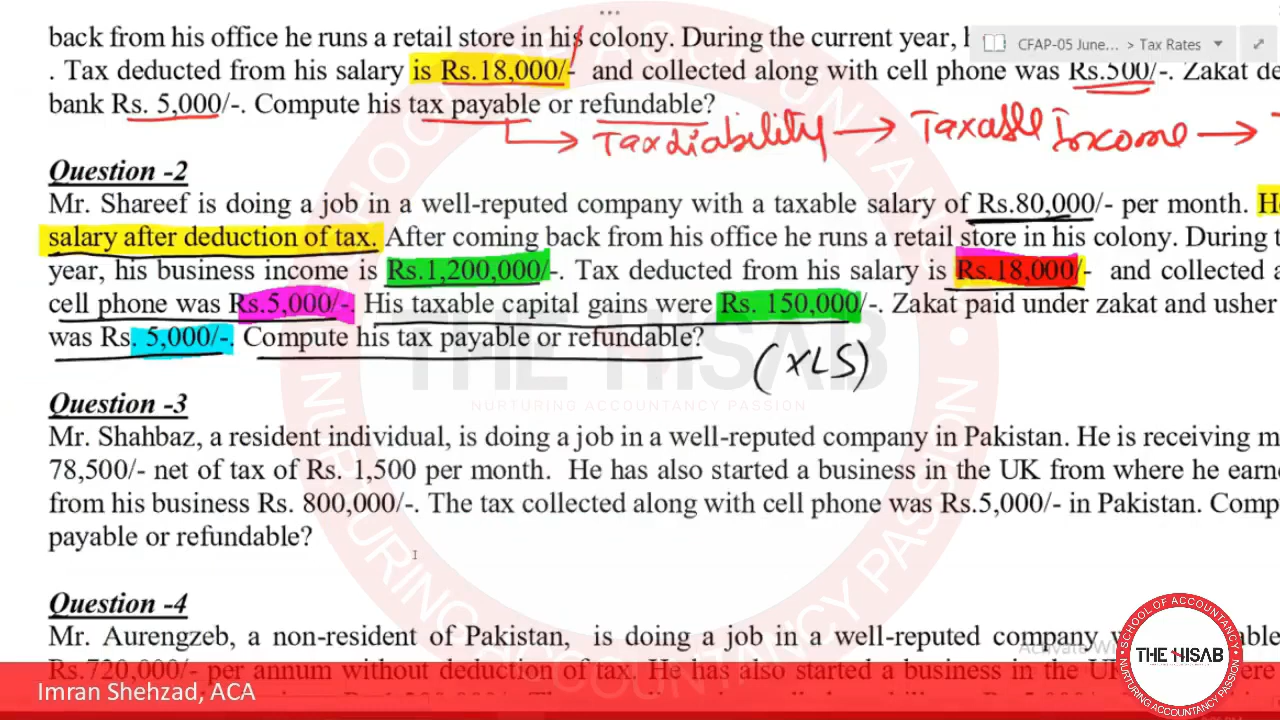 back from his office he runs a retail store in his colony. During the current year,
CFAP-05 June... > Tax Rates
. Tax deducted from his salary is Rs.18,000/- and collected along with cell phone was Rs.500/-. Zakat de
bank Rs. 5,000/-. Compute his tax payable or refundable?
Tax Liability → Taxable Income →
Question -2
Mr. Shareef is doing a job in a well-reputed company with a taxable salary of Rs.80,000/- per month. H
salary after deduction of tax. After coming back from his office he runs a retail store in his colony. During t
year, his business income is Rs.1,200,000/-. Tax deducted from his salary is Rs.18,000/- and collected a
cell phone was Rs.5,000/-. His taxable capital gains were Rs. 150,000/-. Zakat paid under zakat and usher
was Rs. 5,000/-. Compute his tax payable or refundable?
(XLS)
THE HISAB
NURTURING ACCOUNTANCY PASSION
Question -3
Mr. Shahbaz, a resident individual, is doing a job in a well-reputed company in Pakistan. He is receiving m
78,500/- net of tax of Rs. 1,500 per month. He has also started a business in the UK from where he earne
from his business Rs. 800,000/-. The tax collected along with cell phone was Rs.5,000/- in Pakistan. Comp
payable or refundable?
Question -4
Mr. Aurengzeb, a non-resident of Pakistan, is doing a job in a well-reputed company
Rs.720,000/- per annum without deduction of tax. He has also started a business in the U
Imran Shehzad, ACA
SCHOOL OF ACCOUNTANCY
THE HISAB
NURTURING ACCOUNTANCY PASSION